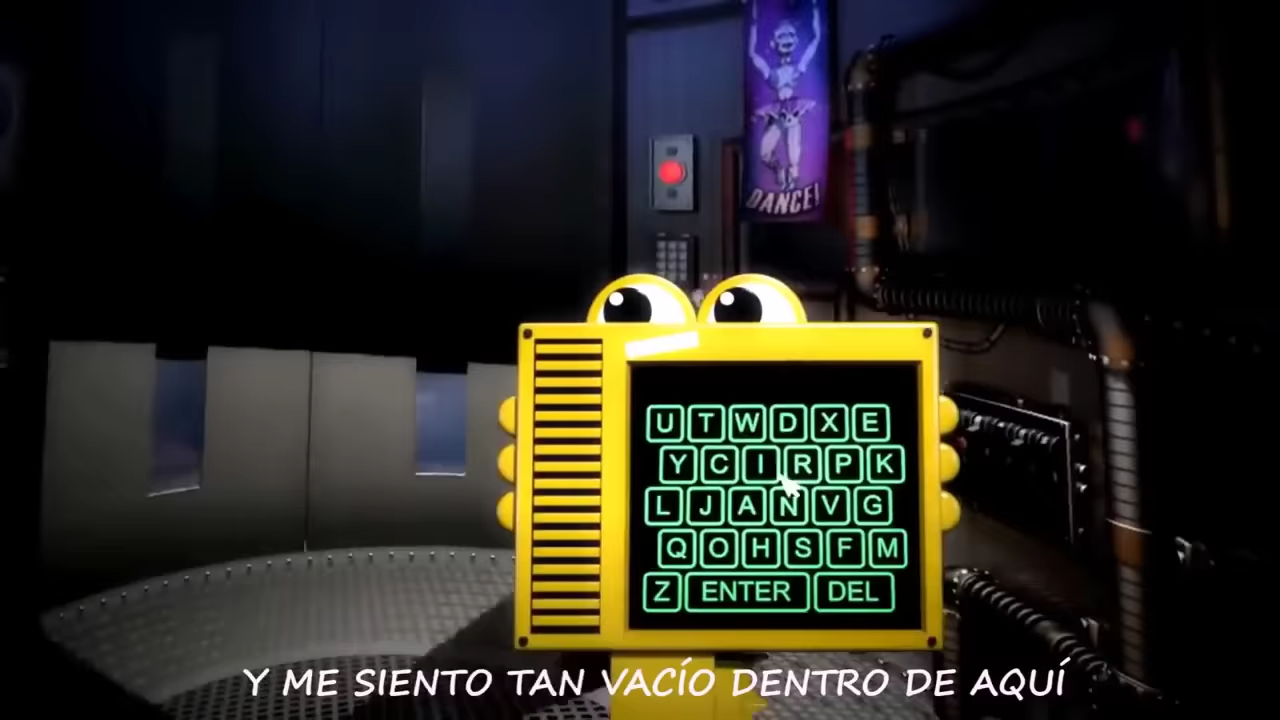 DANCE!
U T W D X E
Y C I R P K
L J A N V G
Q O H S F M
Z ENTER DEL
Y ME SIENTO TAN VACÍO DENTRO DE AQUÍ